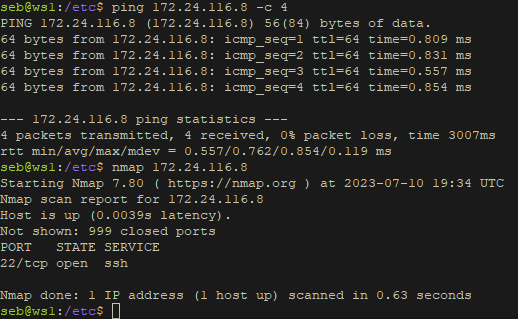 seb@wsl:/etc$ ping 172.24.116.8 -c 4
PING 172.24.116.8 (172.24.116.8) 56(84) bytes of data.
64 bytes from 172.24.116.8: icmp_seq=1 ttl=64 time=0.809 ms
64 bytes from 172.24.116.8: icmp_seq=2 ttl=64 time=0.831 ms
64 bytes from 172.24.116.8: icmp_seq=3 ttl=64 time=0.557 ms
64 bytes from 172.24.116.8: icmp_seq=4 ttl=64 time=0.854 ms
--- 172.24.116.8 ping statistics ---
4 packets transmitted, 4 received, 0% packet loss, time 3007ms
rtt min/avg/max/mdev = 0.557/0.762/0.854/0.119 ms
seb@wsl:/etc$ nmap 172.24.116.8
Starting Nmap 7.80 ( https://nmap.org ) at 2023-07-10 19:34 UTC
Nmap scan report for 172.24.116.8
Host is up (0.0039s latency).
Not shown: 999 closed ports
PORT   STATE SERVICE
22/tcp open  ssh
Nmap done: 1 IP address (1 host up) scanned in 0.63 seconds
seb@wsl:/etc$